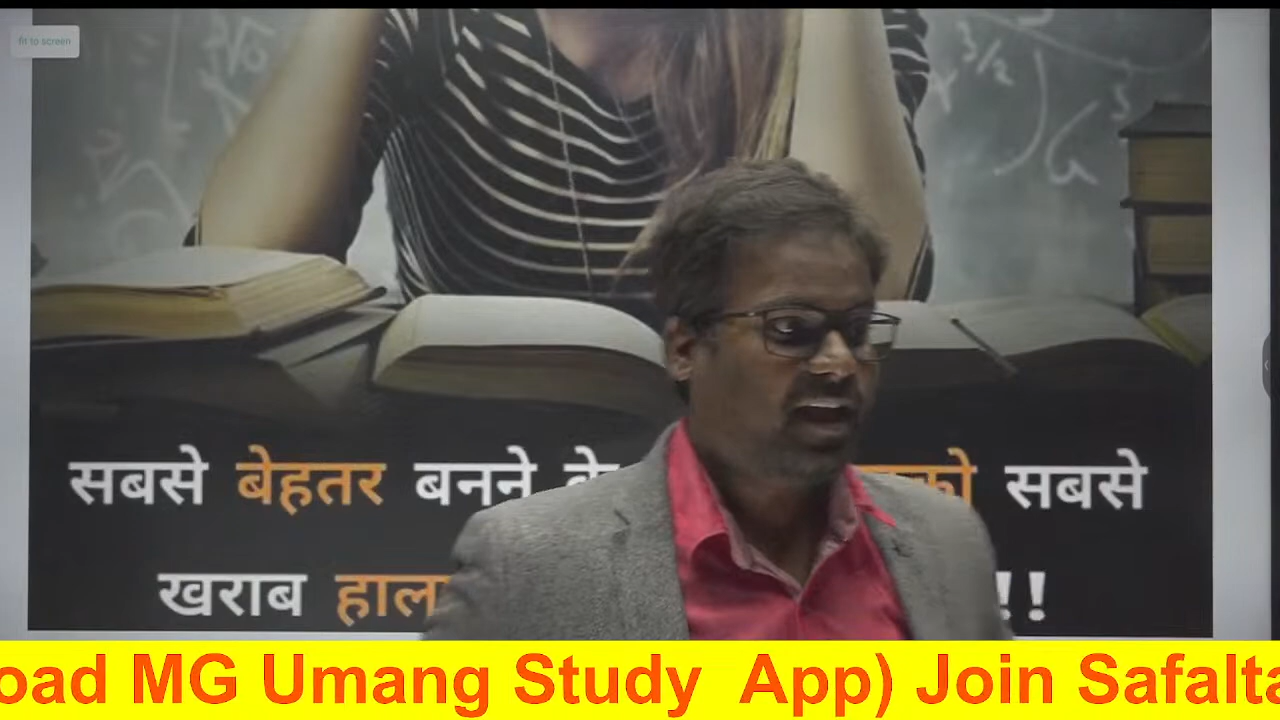 fit to screen
सबसे बेहतर बनने सबसे
खराब !!
oad MG Umang Study App) Join Safalta